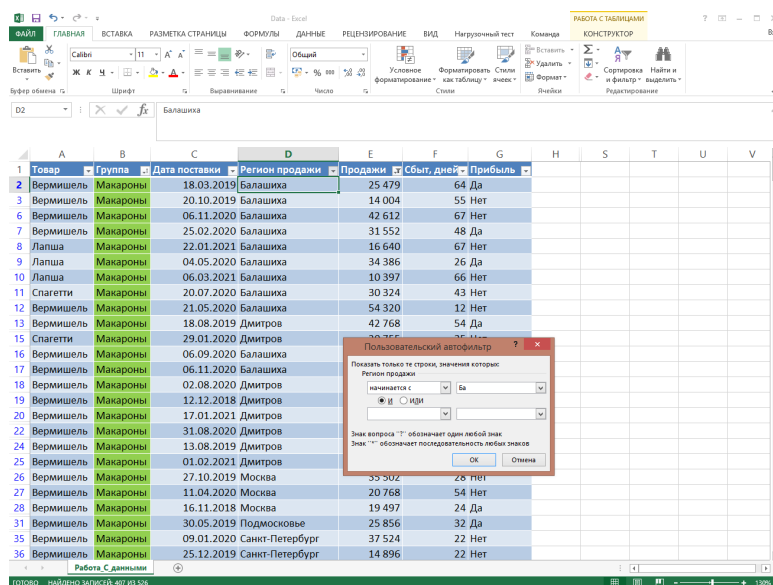 Data - Excel
РАБОТА С ТАБЛИЦАМИ
ФАЙЛ ГЛАВНАЯ ВСТАВКА РАЗМЕТКА СТРАНИЦЫ ФОРМУЛЫ ДАННЫЕ РЕЦЕНЗИРОВАНИЕ ВИД Нагрузочный тест Команда КОНСТРУКТОР
Вставить
Calibri 11
Ж К Ч
Общий
% 000
Условное форматирование
Форматировать как таблицу
Стили ячеек
Вставить
Удалить
Формат
Сортировка и фильтр
Найти и выделить
Буфер обмена Шрифт Выравнивание Число Стили Ячейки Редактирование
D2 fx Балашиха
A B C D E F G H S T U V
1 Товар Группа Дата поставки Регион продажи Продажи Сбыт, дней Прибыль
2 Вермишель Макароны 18.03.2019 Балашиха 25 479 64 Да
3 Вермишель Макароны 20.10.2019 Балашиха 14 004 55 Нет
6 Вермишель Макароны 06.11.2020 Балашиха 42 612 67 Нет
7 Вермишель Макароны 25.02.2020 Балашиха 31 552 48 Да
8 Лапша Макароны 22.01.2021 Балашиха 16 640 67 Нет
9 Лапша Макароны 04.05.2020 Балашиха 34 386 26 Да
10 Лапша Макароны 06.03.2021 Балашиха 10 397 66 Нет
11 Спагетти Макароны 20.07.2020 Балашиха 30 324 43 Нет
12 Вермишель Макароны 21.05.2020 Балашиха 54 320 12 Нет
13 Вермишель Макароны 18.08.2019 Дмитров 42 768 54 Да
15 Спагетти Макароны 29.01.2020 Дмитров
16 Вермишель Макароны 06.09.2020 Балашиха
17 Вермишель Макароны 06.11.2020 Балашиха
18 Вермишель Макароны 02.08.2020 Дмитров
19 Вермишель Макароны 12.12.2018 Дмитров
20 Вермишель Макароны 17.01.2021 Дмитров
22 Вермишель Макароны 31.08.2020 Дмитров
24 Вермишель Макароны 13.08.2019 Дмитров
25 Вермишель Макароны 01.02.2021 Дмитров
26 Вермишель Макароны 27.10.2019 Москва 35 502 28 Нет
27 Вермишель Макароны 11.04.2020 Москва 20 768 54 Нет
28 Вермишель Макароны 16.11.2018 Москва 19 497 24 Да
31 Вермишель Макароны 30.05.2019 Подмосковье 25 856 32 Да
35 Вермишель Макароны 09.01.2020 Санкт-Петербург 37 524 22 Нет
36 Вермишель Макароны 25.12.2019 Санкт-Петербург 14 896 22 Нет
Пользовательский автофильтр ? ×
Показать только те строки, значения которых:
Регион продажи
начинается с Ба
И ИЛИ
Знак вопроса "?" обозначает один любой знак
Знак "*" обозначает последовательность любых знаков
ОК Отмена
Работа_С_данными
ГОТОВО НАЙДЕНО ЗАПИСЕЙ: 407 ИЗ 526 130%